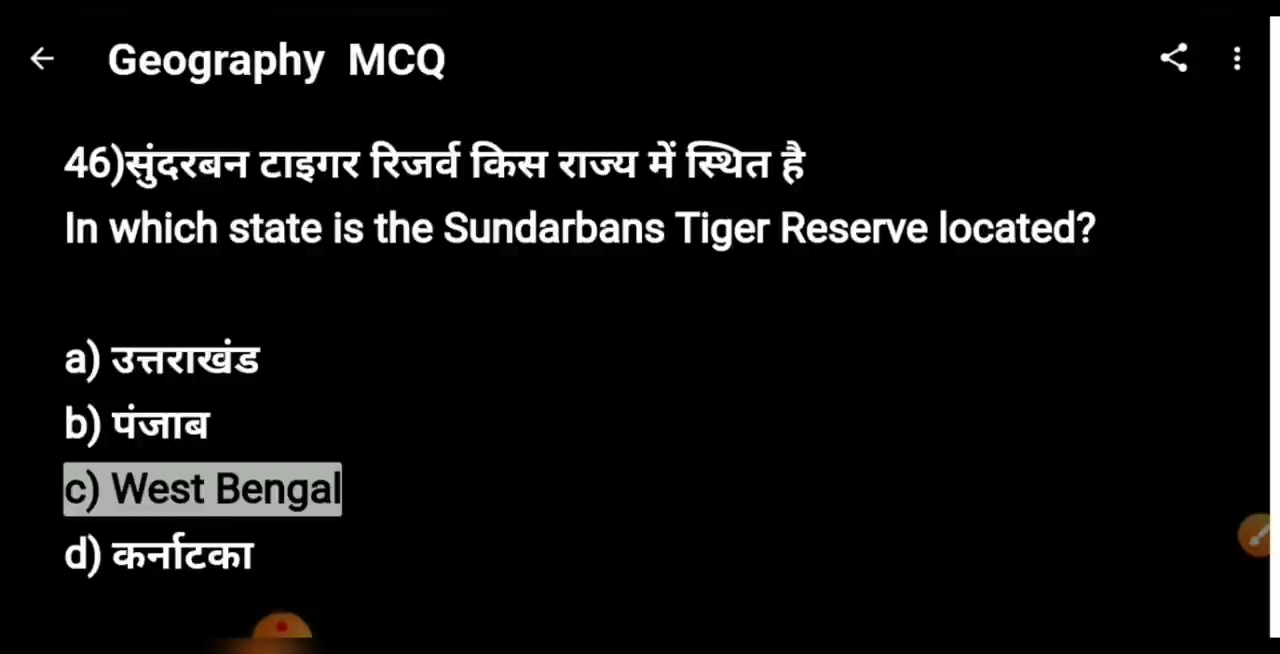 Geography MCQ
46)सुंदरबन टाइगर रिजर्व किस राज्य में स्थित है
In which state is the Sundarbans Tiger Reserve located?
a) उत्तराखंड
b) पंजाब
c) West Bengal
d) कर्नाटका